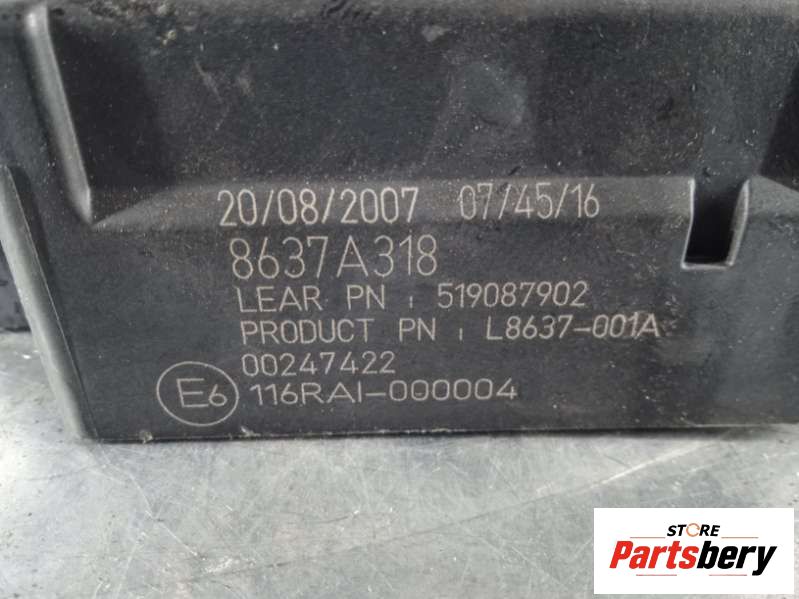 20/08/2007 07/45/16
8637A318
LEAR PN : 519087902
PRODUCT PN : L8637-001A
00247422
E6 116RAI-000004
STORE
Partsbery